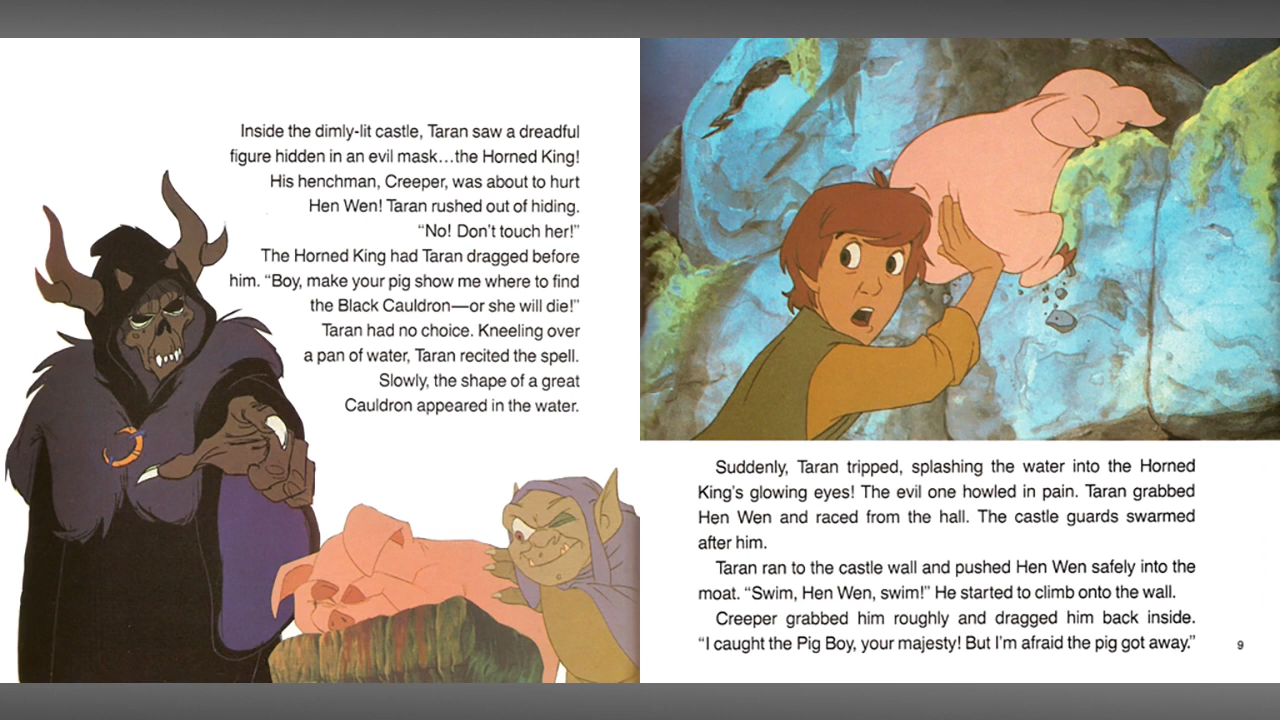 Inside the dimly-lit castle, Taran saw a dreadful
figure hidden in an evil mask…the Horned King!
His henchman, Creeper, was about to hurt
Hen Wen! Taran rushed out of hiding.
“No! Don’t touch her!”
The Horned King had Taran dragged before
him. “Boy, make your pig show me where to find
the Black Cauldron—or she will die!”
Taran had no choice. Kneeling over
a pan of water, Taran recited the spell.
Slowly, the shape of a great
Cauldron appeared in the water.
Suddenly, Taran tripped, splashing the water into the Horned
King’s glowing eyes! The evil one howled in pain. Taran grabbed
Hen Wen and raced from the hall. The castle guards swarmed
after him.
Taran ran to the castle wall and pushed Hen Wen safely into the
moat. “Swim, Hen Wen, swim!” He started to climb onto the wall.
Creeper grabbed him roughly and dragged him back inside.
“I caught the Pig Boy, your majesty! But I’m afraid the pig got away.”
9